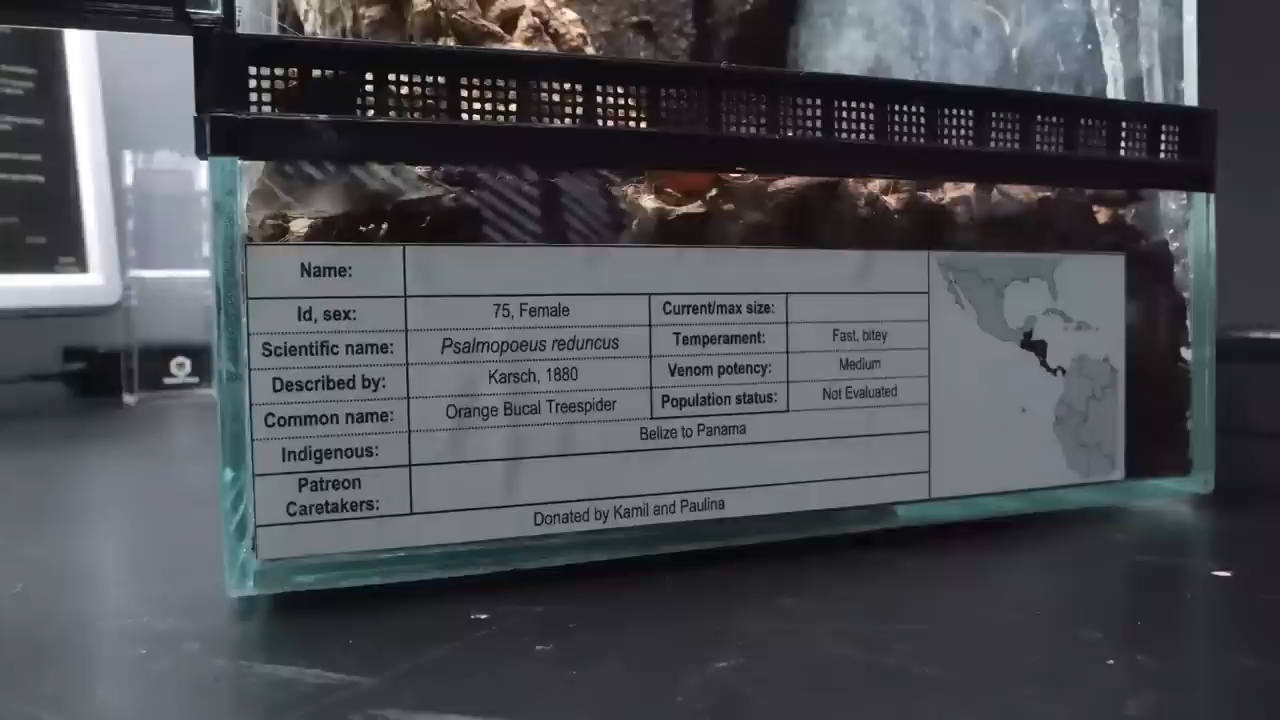 Name:
Id, sex: 75, Female Current/max size:
Scientific name: Psalmopoeus reduncus Temperament: Fast, bitey
Described by: Karsch, 1880 Venom potency: Medium
Common name: Orange Bucal Treespider Population status: Not Evaluated
Indigenous: Belize to Panama
Patreon
Caretakers:
Donated by Kamil and Paulina